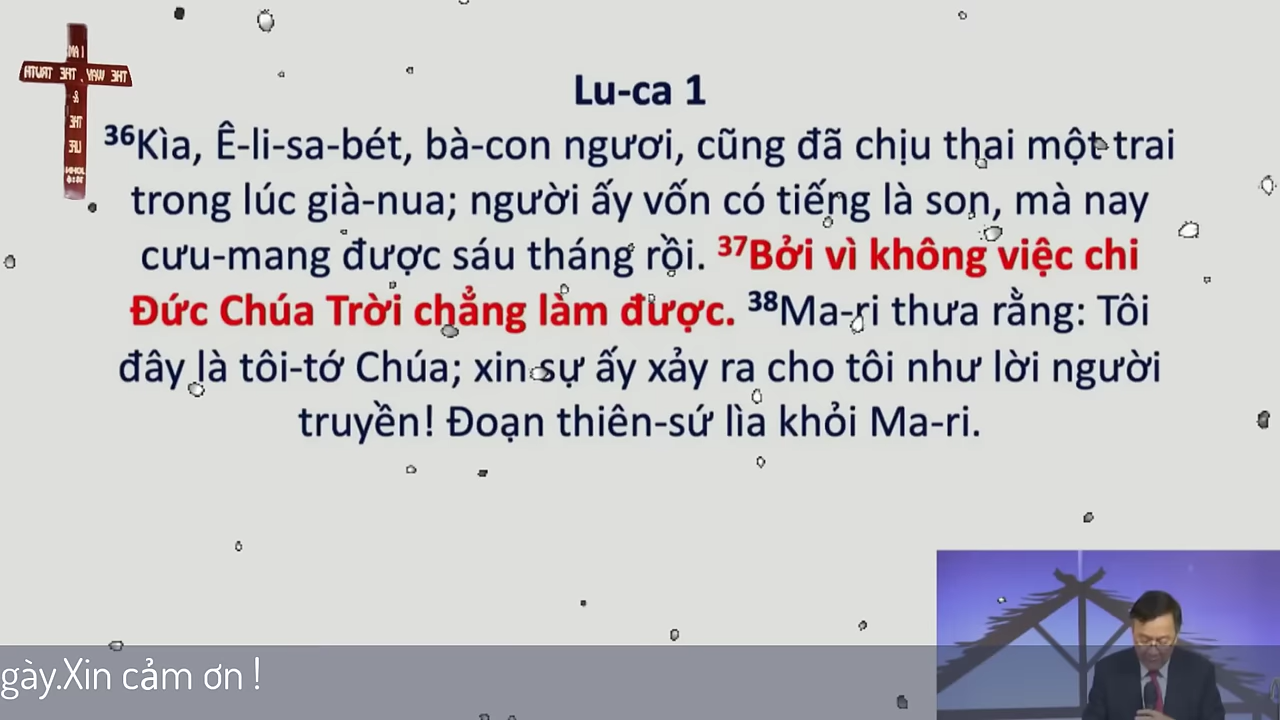 Lu-ca 1
³⁶Kìa, Ê-li-sa-bét, bà-con ngươi, cũng đã chịu thai một trai
trong lúc già-nua; người ấy vốn có tiếng là son, mà nay
cưu-mang được sáu tháng rồi. ³⁷Bởi vì không việc chi
Đức Chúa Trời chẳng làm được. ³⁸Ma-ri thưa rằng: Tôi
đây là tôi-tớ Chúa; xin sự ấy xảy ra cho tôi như lời người
truyền! Đoạn thiên-sứ lìa khỏi Ma-ri.
gày.Xin cảm ơn !